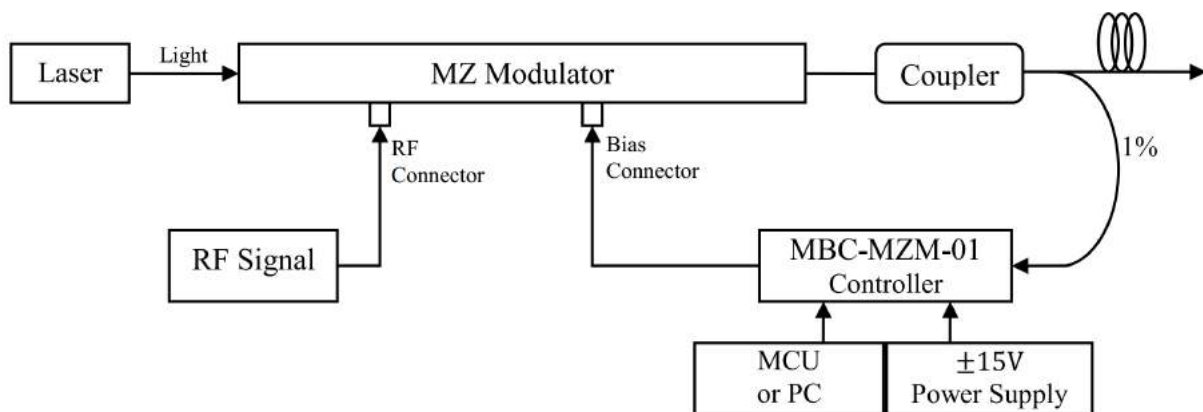 Laser
Light
MZ Modulator
Coupler
RF
Connector
Bias
Connector
1%
RF Signal
MBC-MZM-01
Controller
MCU
or PC
±15V
Power Supply